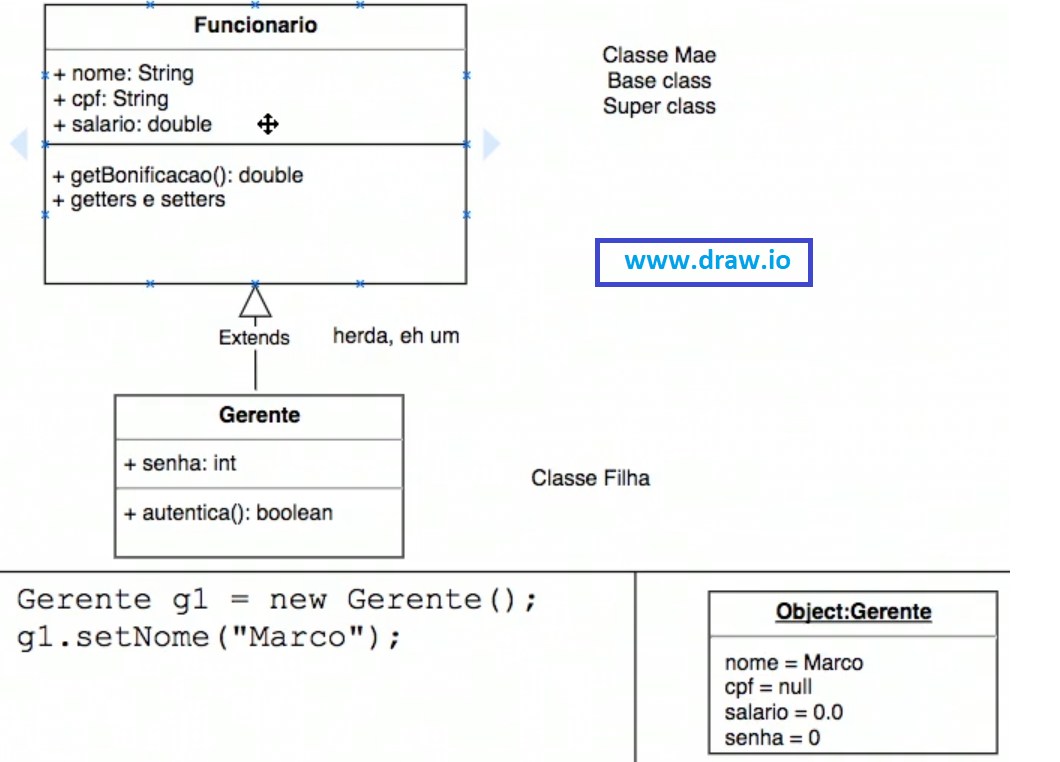 Funcionario
+ nome: String
+ cpf: String
+ salario: double
+ getBonificacao(): double
+ getters e setters
Classe Mae
Base class
Super class
www.draw.io
Extends
herda, eh um
Gerente
+ senha: int
+ autentica(): boolean
Classe Filha
Gerente g1 = new Gerente();
g1.setNome("Marco");
Object:Gerente
nome = Marco
cpf = null
salario = 0.0
senha = 0